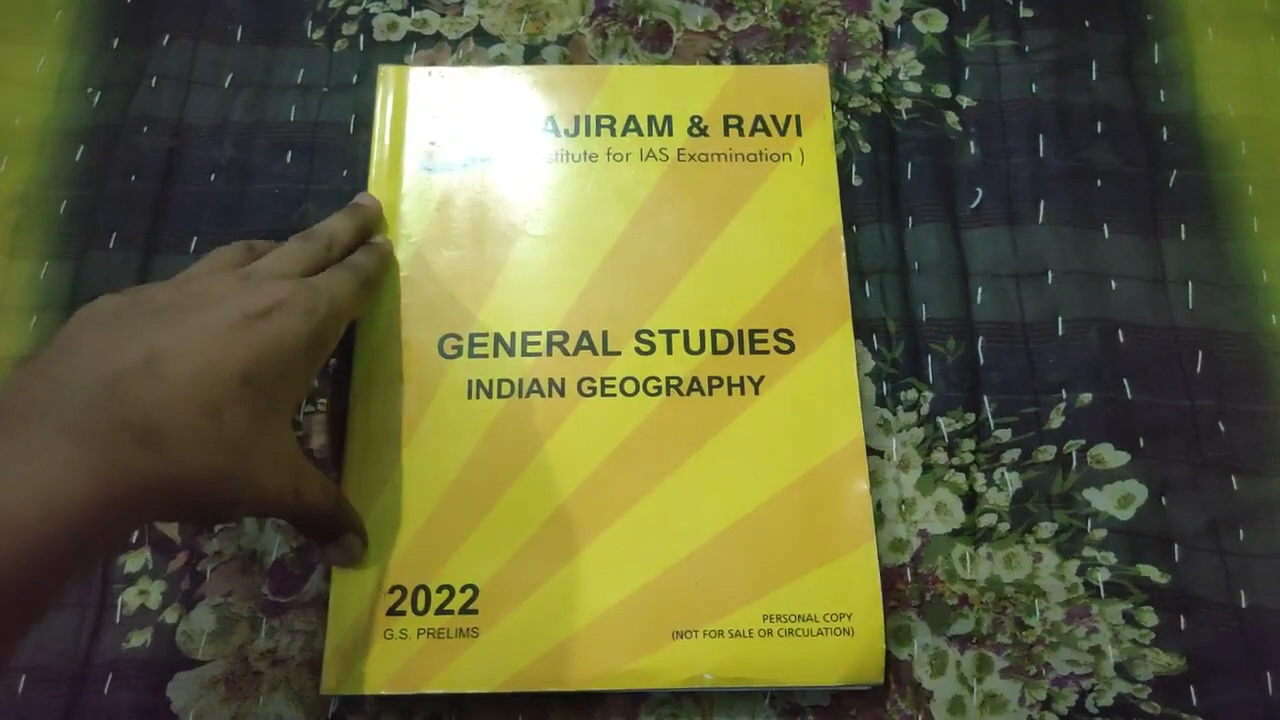 AJIRAM & RAVI
stitute for IAS Examination )
GENERAL STUDIES
INDIAN GEOGRAPHY
2022
G.S. PRELIMS
PERSONAL COPY
(NOT FOR SALE OR CIRCULATION)